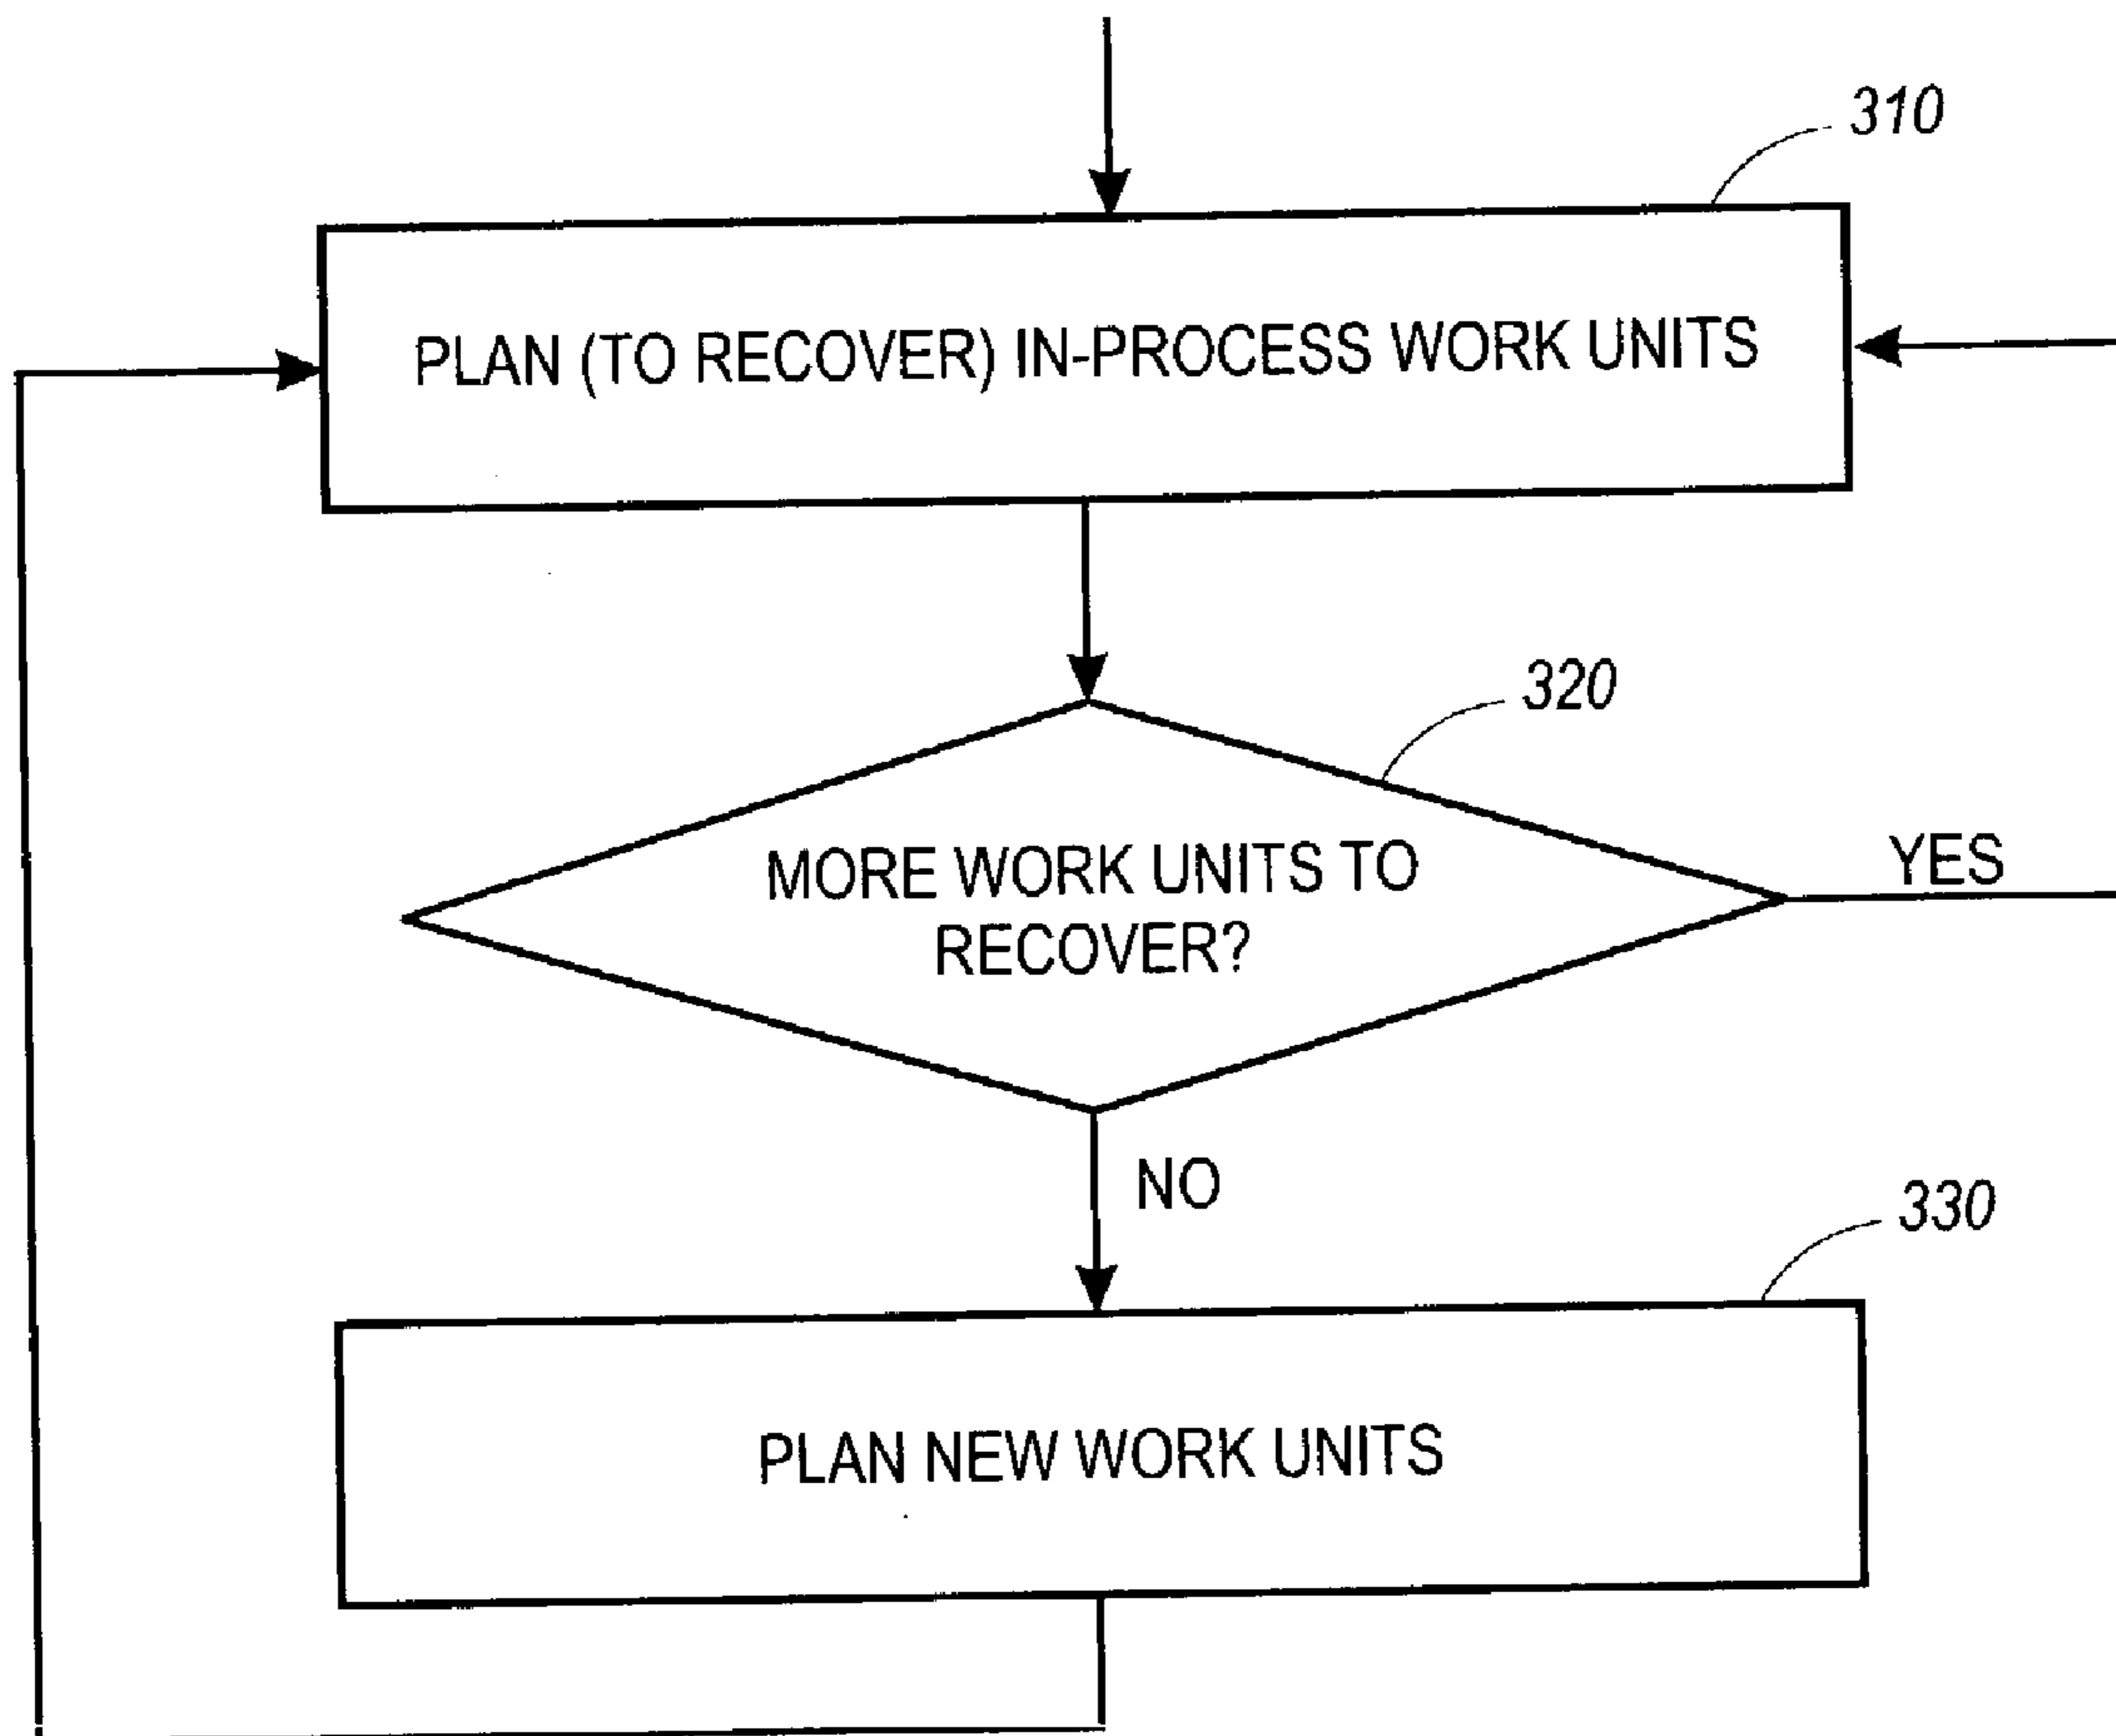 310
PLAN (TO RECOVER) IN-PROCESS WORK UNITS
320
MORE WORK UNITS TO
RECOVER?
YES
NO
330
PLAN NEW WORK UNITS